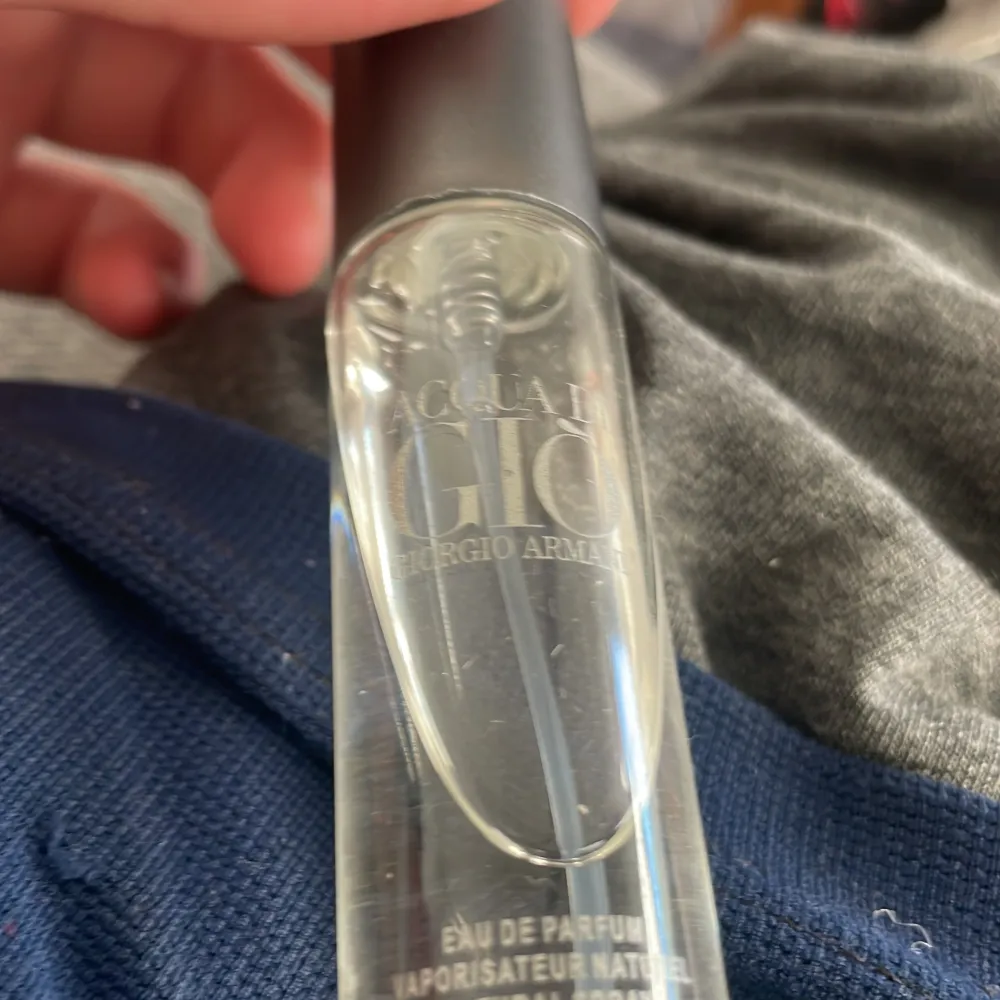 ACQUA DI
GIÒ
GIORGIO ARMANI
EAU DE PARFUM
VAPORISATEUR NATUREL